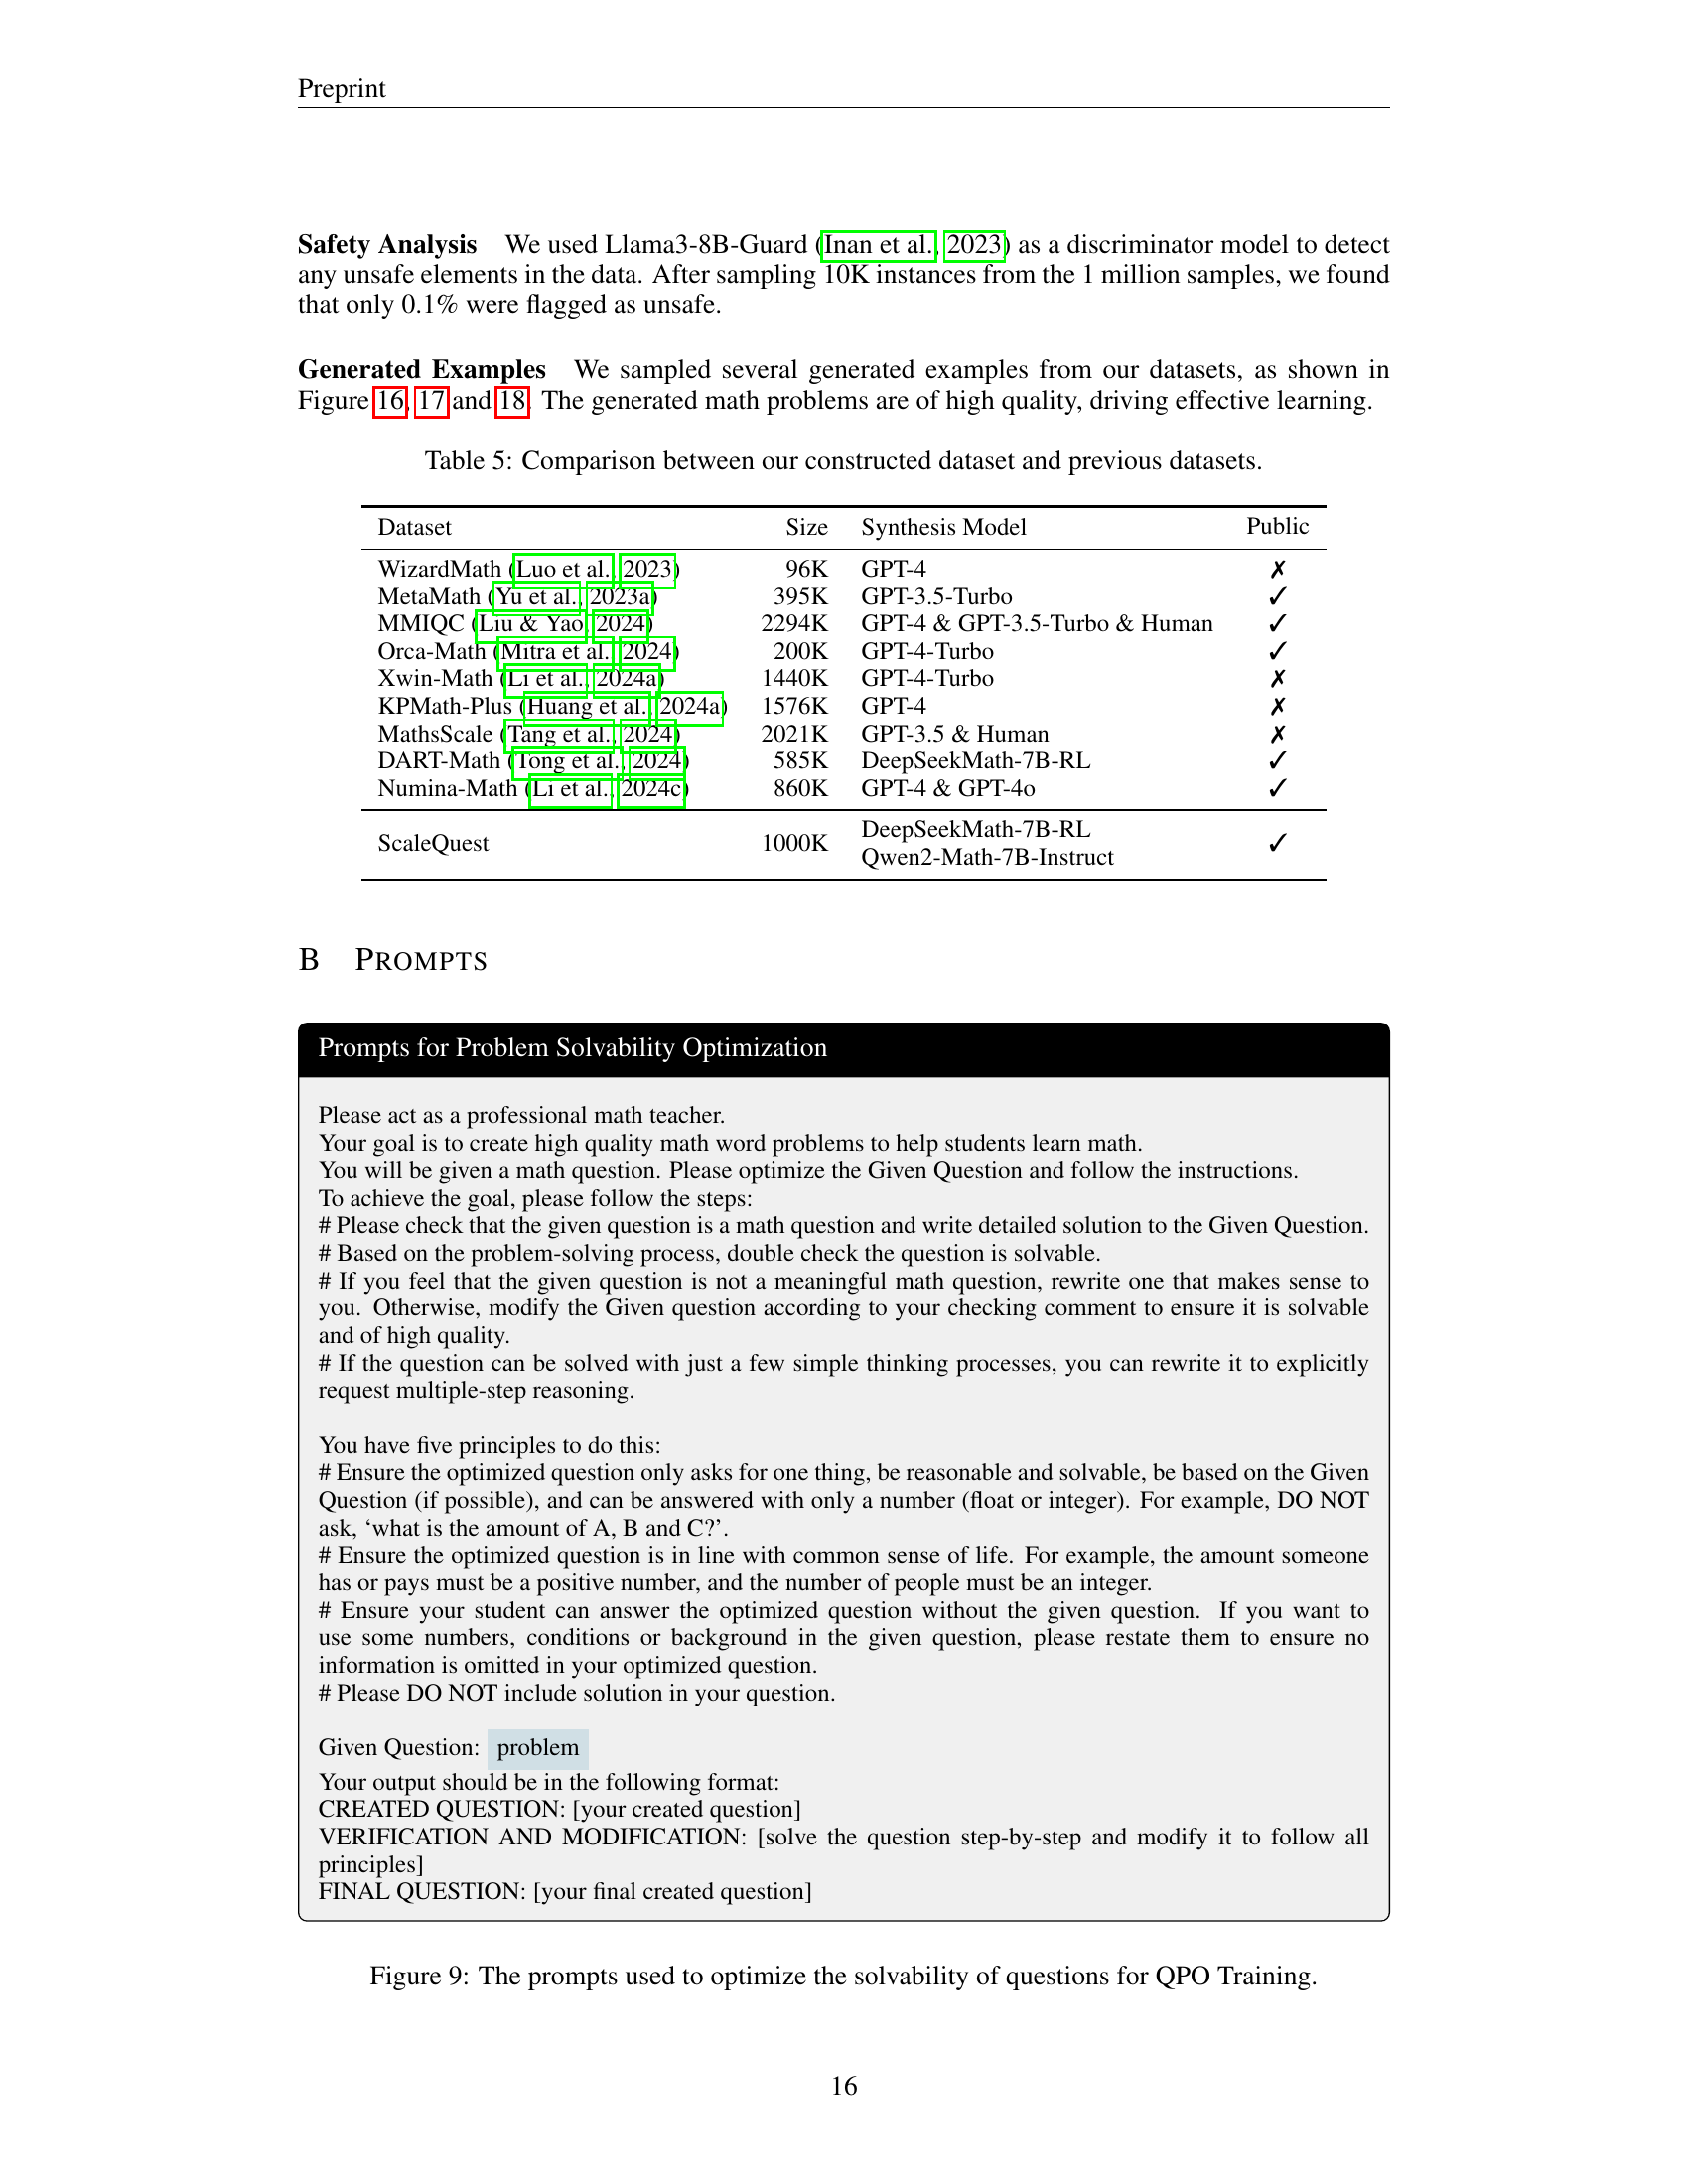 Preprint
Safety Analysis We used Llama3-8B-Guard (Inan et al., 2023) as a discriminator model to detect
any unsafe elements in the data. After sampling 10K instances from the 1 million samples, we found
that only 0.1% were flagged as unsafe.
Generated Examples We sampled several generated examples from our datasets, as shown in
Figure 16, 17 and 18. The generated math problems are of high quality, driving effective learning.
Table 5: Comparison between our constructed dataset and previous datasets.
Dataset Size Synthesis Model Public
WizardMath (Luo et al., 2023) 96K GPT-4 ✗
MetaMath (Yu et al., 2023a) 395K GPT-3.5-Turbo ✓
MMIQC (Liu & Yao, 2024) 2294K GPT-4 & GPT-3.5-Turbo & Human ✓
Orca-Math (Mitra et al., 2024) 200K GPT-4-Turbo ✓
Xwin-Math (Li et al., 2024a) 1440K GPT-4-Turbo ✗
KPMath-Plus (Huang et al., 2024a) 1576K GPT-4 ✗
MathsScale (Tang et al., 2024) 2021K GPT-3.5 & Human ✗
DART-Math (Tong et al., 2024) 585K DeepSeekMath-7B-RL ✓
Numina-Math (Li et al., 2024c) 860K GPT-4 & GPT-4o ✓
ScaleQuest 1000K DeepSeekMath-7B-RL
Qwen2-Math-7B-Instruct ✓
B PROMPTS
Prompts for Problem Solvability Optimization
Please act as a professional math teacher.
Your goal is to create high quality math word problems to help students learn math.
You will be given a math question. Please optimize the Given Question and follow the instructions.
To achieve the goal, please follow the steps:
# Please check that the given question is a math question and write detailed solution to the Given Question.
# Based on the problem-solving process, double check the question is solvable.
# If you feel that the given question is not a meaningful math question, rewrite one that makes sense to
you. Otherwise, modify the Given question according to your checking comment to ensure it is solvable
and of high quality.
# If the question can be solved with just a few simple thinking processes, you can rewrite it to explicitly
request multiple-step reasoning.
You have five principles to do this:
# Ensure the optimized question only asks for one thing, be reasonable and solvable, be based on the Given
Question (if possible), and can be answered with only a number (float or integer). For example, DO NOT
ask, ‘what is the amount of A, B and C?’.
# Ensure the optimized question is in line with common sense of life. For example, the amount someone
has or pays must be a positive number, and the number of people must be an integer.
# Ensure your student can answer the optimized question without the given question. If you want to
use some numbers, conditions or background in the given question, please restate them to ensure no
information is omitted in your optimized question.
# Please DO NOT include solution in your question.
Given Question: problem
Your output should be in the following format:
CREATED QUESTION: [your created question]
VERIFICATION AND MODIFICATION: [solve the question step-by-step and modify it to follow all
principles]
FINAL QUESTION: [your final created question]
Figure 9: The prompts used to optimize the solvability of questions for QPO Training.
16